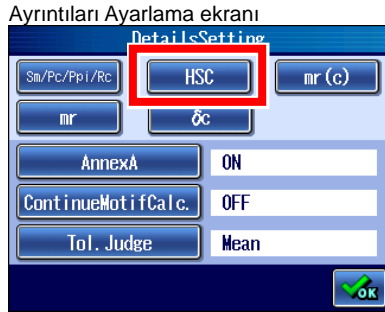 Ayrıntıları Ayarlama ekranı
DetailsSetting
Sm/Pc/Ppi/Rc HSC mr(c)
mr δc
AnnexA ON
ContinueMotifCalc. OFF
Tol. Judge Mean
OK